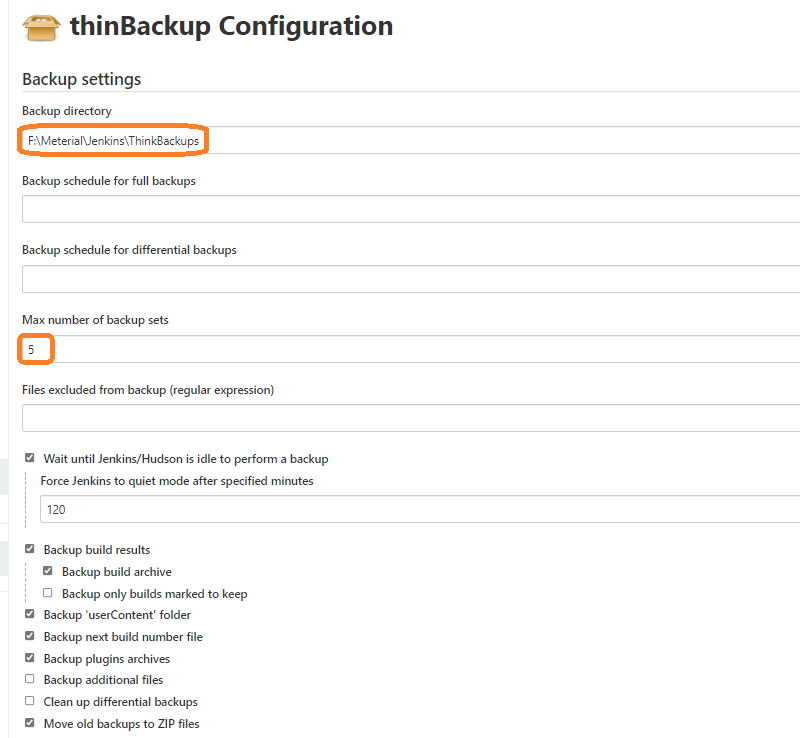 thinBackup Configuration
Backup settings
Backup directory
F:\Meterial\Jenkins\ThinkBackups
Backup schedule for full backups
Backup schedule for differential backups
Max number of backup sets
5
Files excluded from backup (regular expression)
Wait until Jenkins/Hudson is idle to perform a backup
Force Jenkins to quiet mode after specified minutes
120
Backup build results
Backup build archive
Backup only builds marked to keep
Backup 'userContent' folder
Backup next build number file
Backup plugins archives
Backup additional files
Clean up differential backups
Move old backups to ZIP files